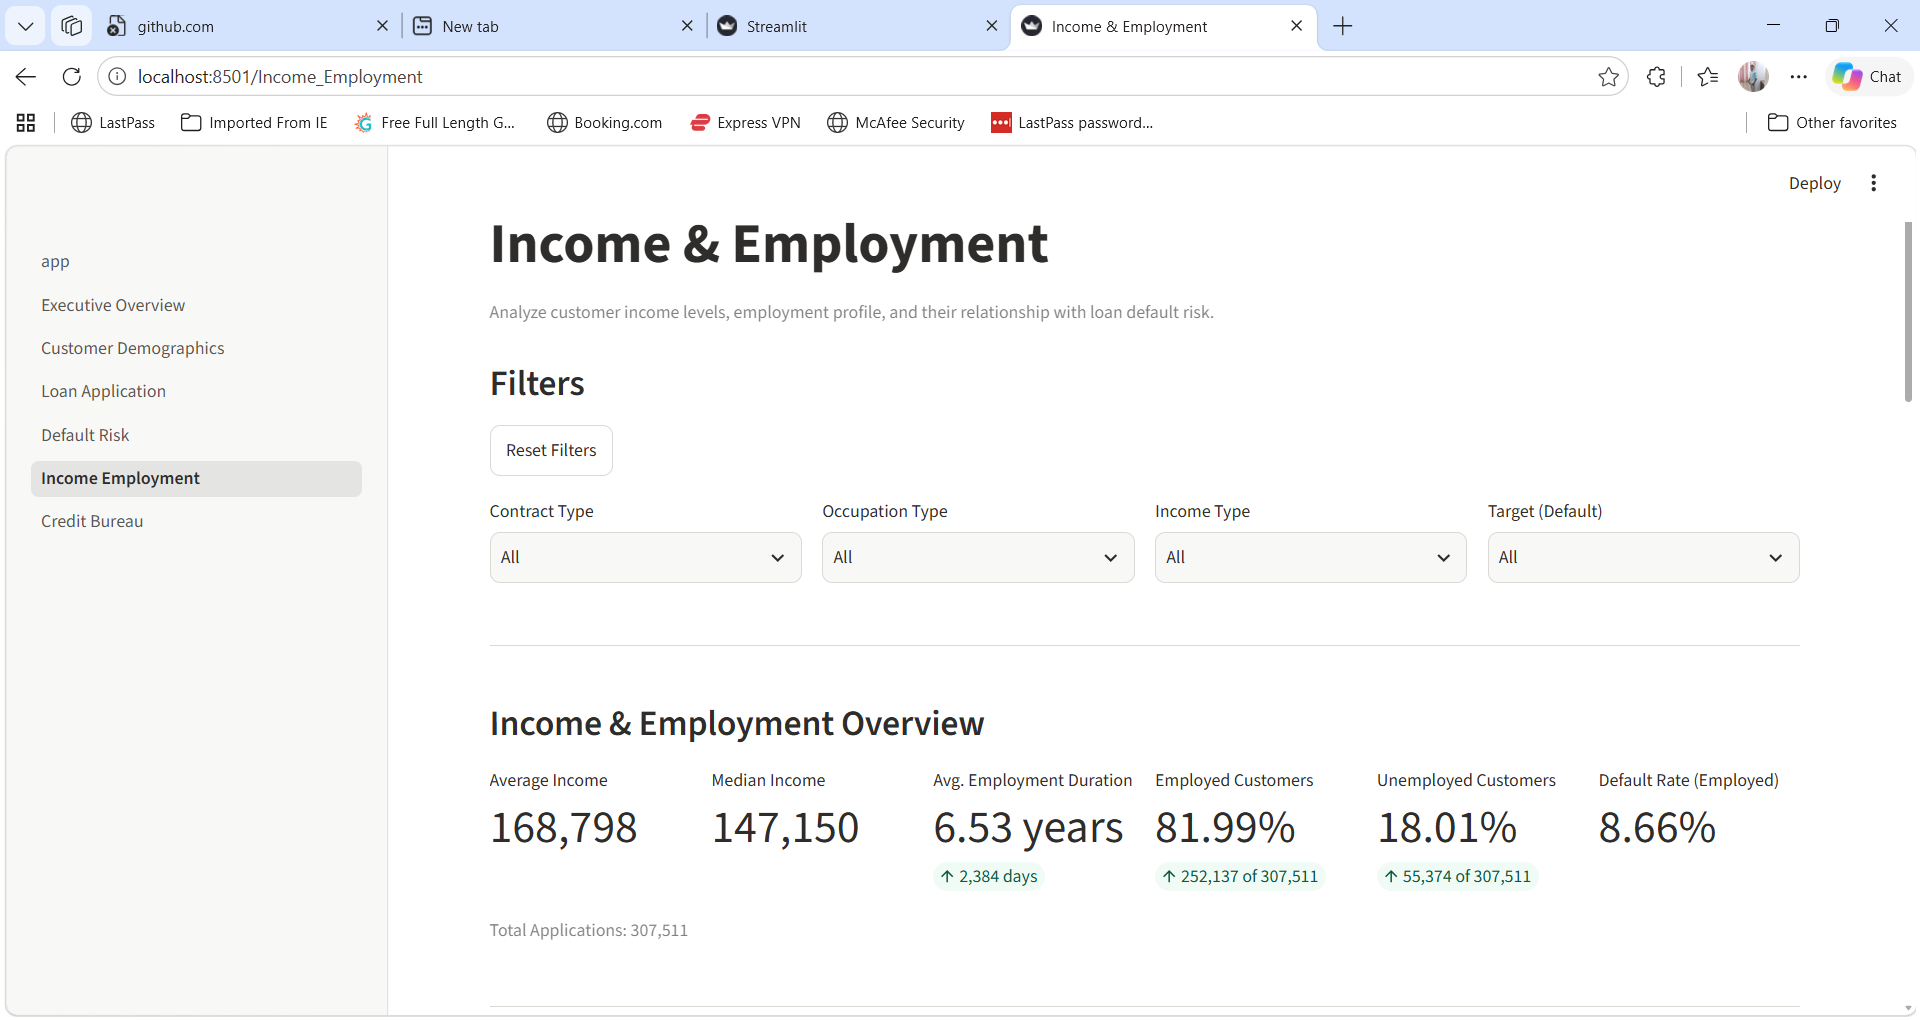 github.com
New tab
Streamlit
Income & Employment
localhost:8501/Income_Employment
Chat
LastPass
Imported From IE
Free Full Length G...
Booking.com
Express VPN
McAfee Security
LastPass password...
Other favorites
Deploy
app
Executive Overview
Customer Demographics
Loan Application
Default Risk
Income Employment
Credit Bureau
Income & Employment
Analyze customer income levels, employment profile, and their relationship with loan default risk.
Filters
Reset Filters
Contract Type
All
Occupation Type
All
Income Type
All
Target (Default)
All
Income & Employment Overview
Average Income
168,798
Median Income
147,150
Avg. Employment Duration
6.53 years
↑ 2,384 days
Employed Customers
81.99%
↑ 252,137 of 307,511
Unemployed Customers
18.01%
↑ 55,374 of 307,511
Default Rate (Employed)
8.66%
Total Applications: 307,511